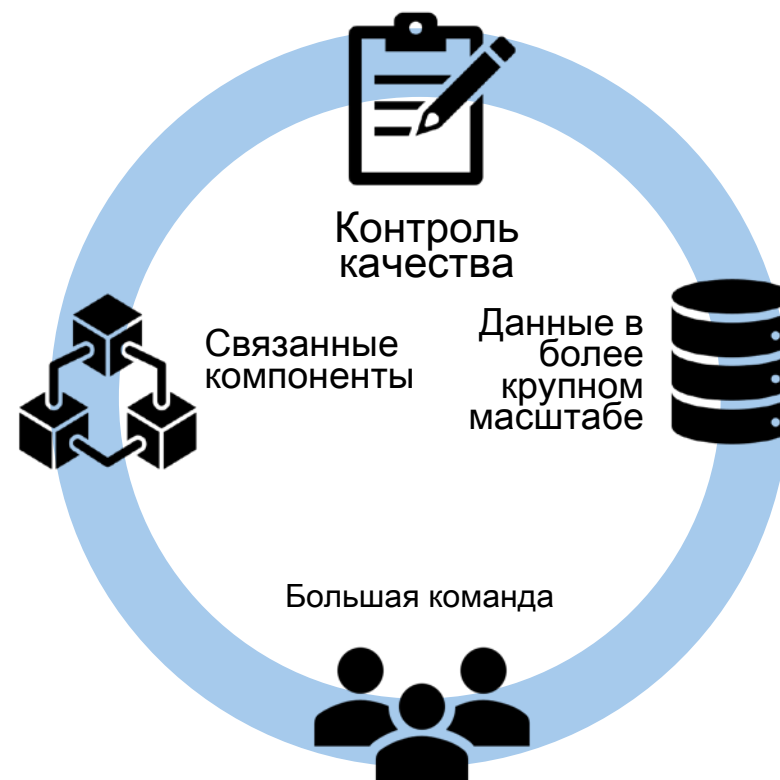 Контроль
качества
Связанные
компоненты
Данные в
более
крупном
масштабе
Большая команда